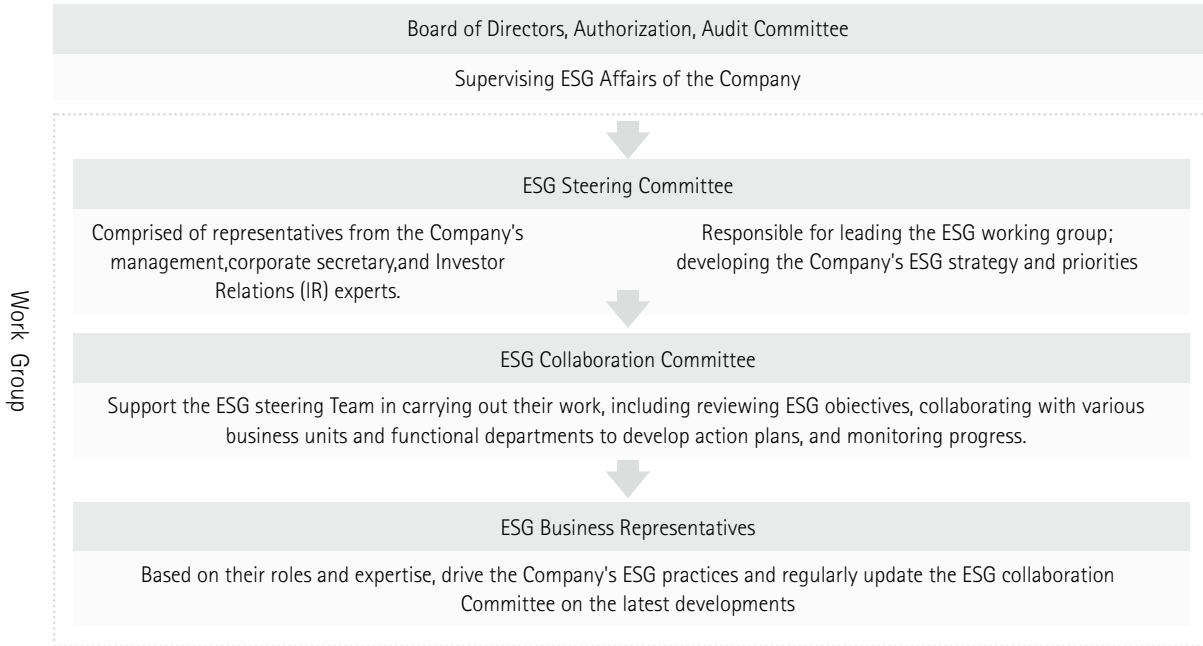 Board of Directors, Authorization, Audit Committee
Supervising ESG Affairs of the Company
Work Group
ESG Steering Committee
Comprised of representatives from the Company's
management,corporate secretary,and Investor
Relations (IR) experts.
Responsible for leading the ESG working group;
developing the Company's ESG strategy and priorities
ESG Collaboration Committee
Support the ESG steering Team in carrying out their work, including reviewing ESG obiectives, collaborating with various
business units and functional departments to develop action plans, and monitoring progress.
ESG Business Representatives
Based on their roles and expertise, drive the Company's ESG practices and regularly update the ESG collaboration
Committee on the latest developments